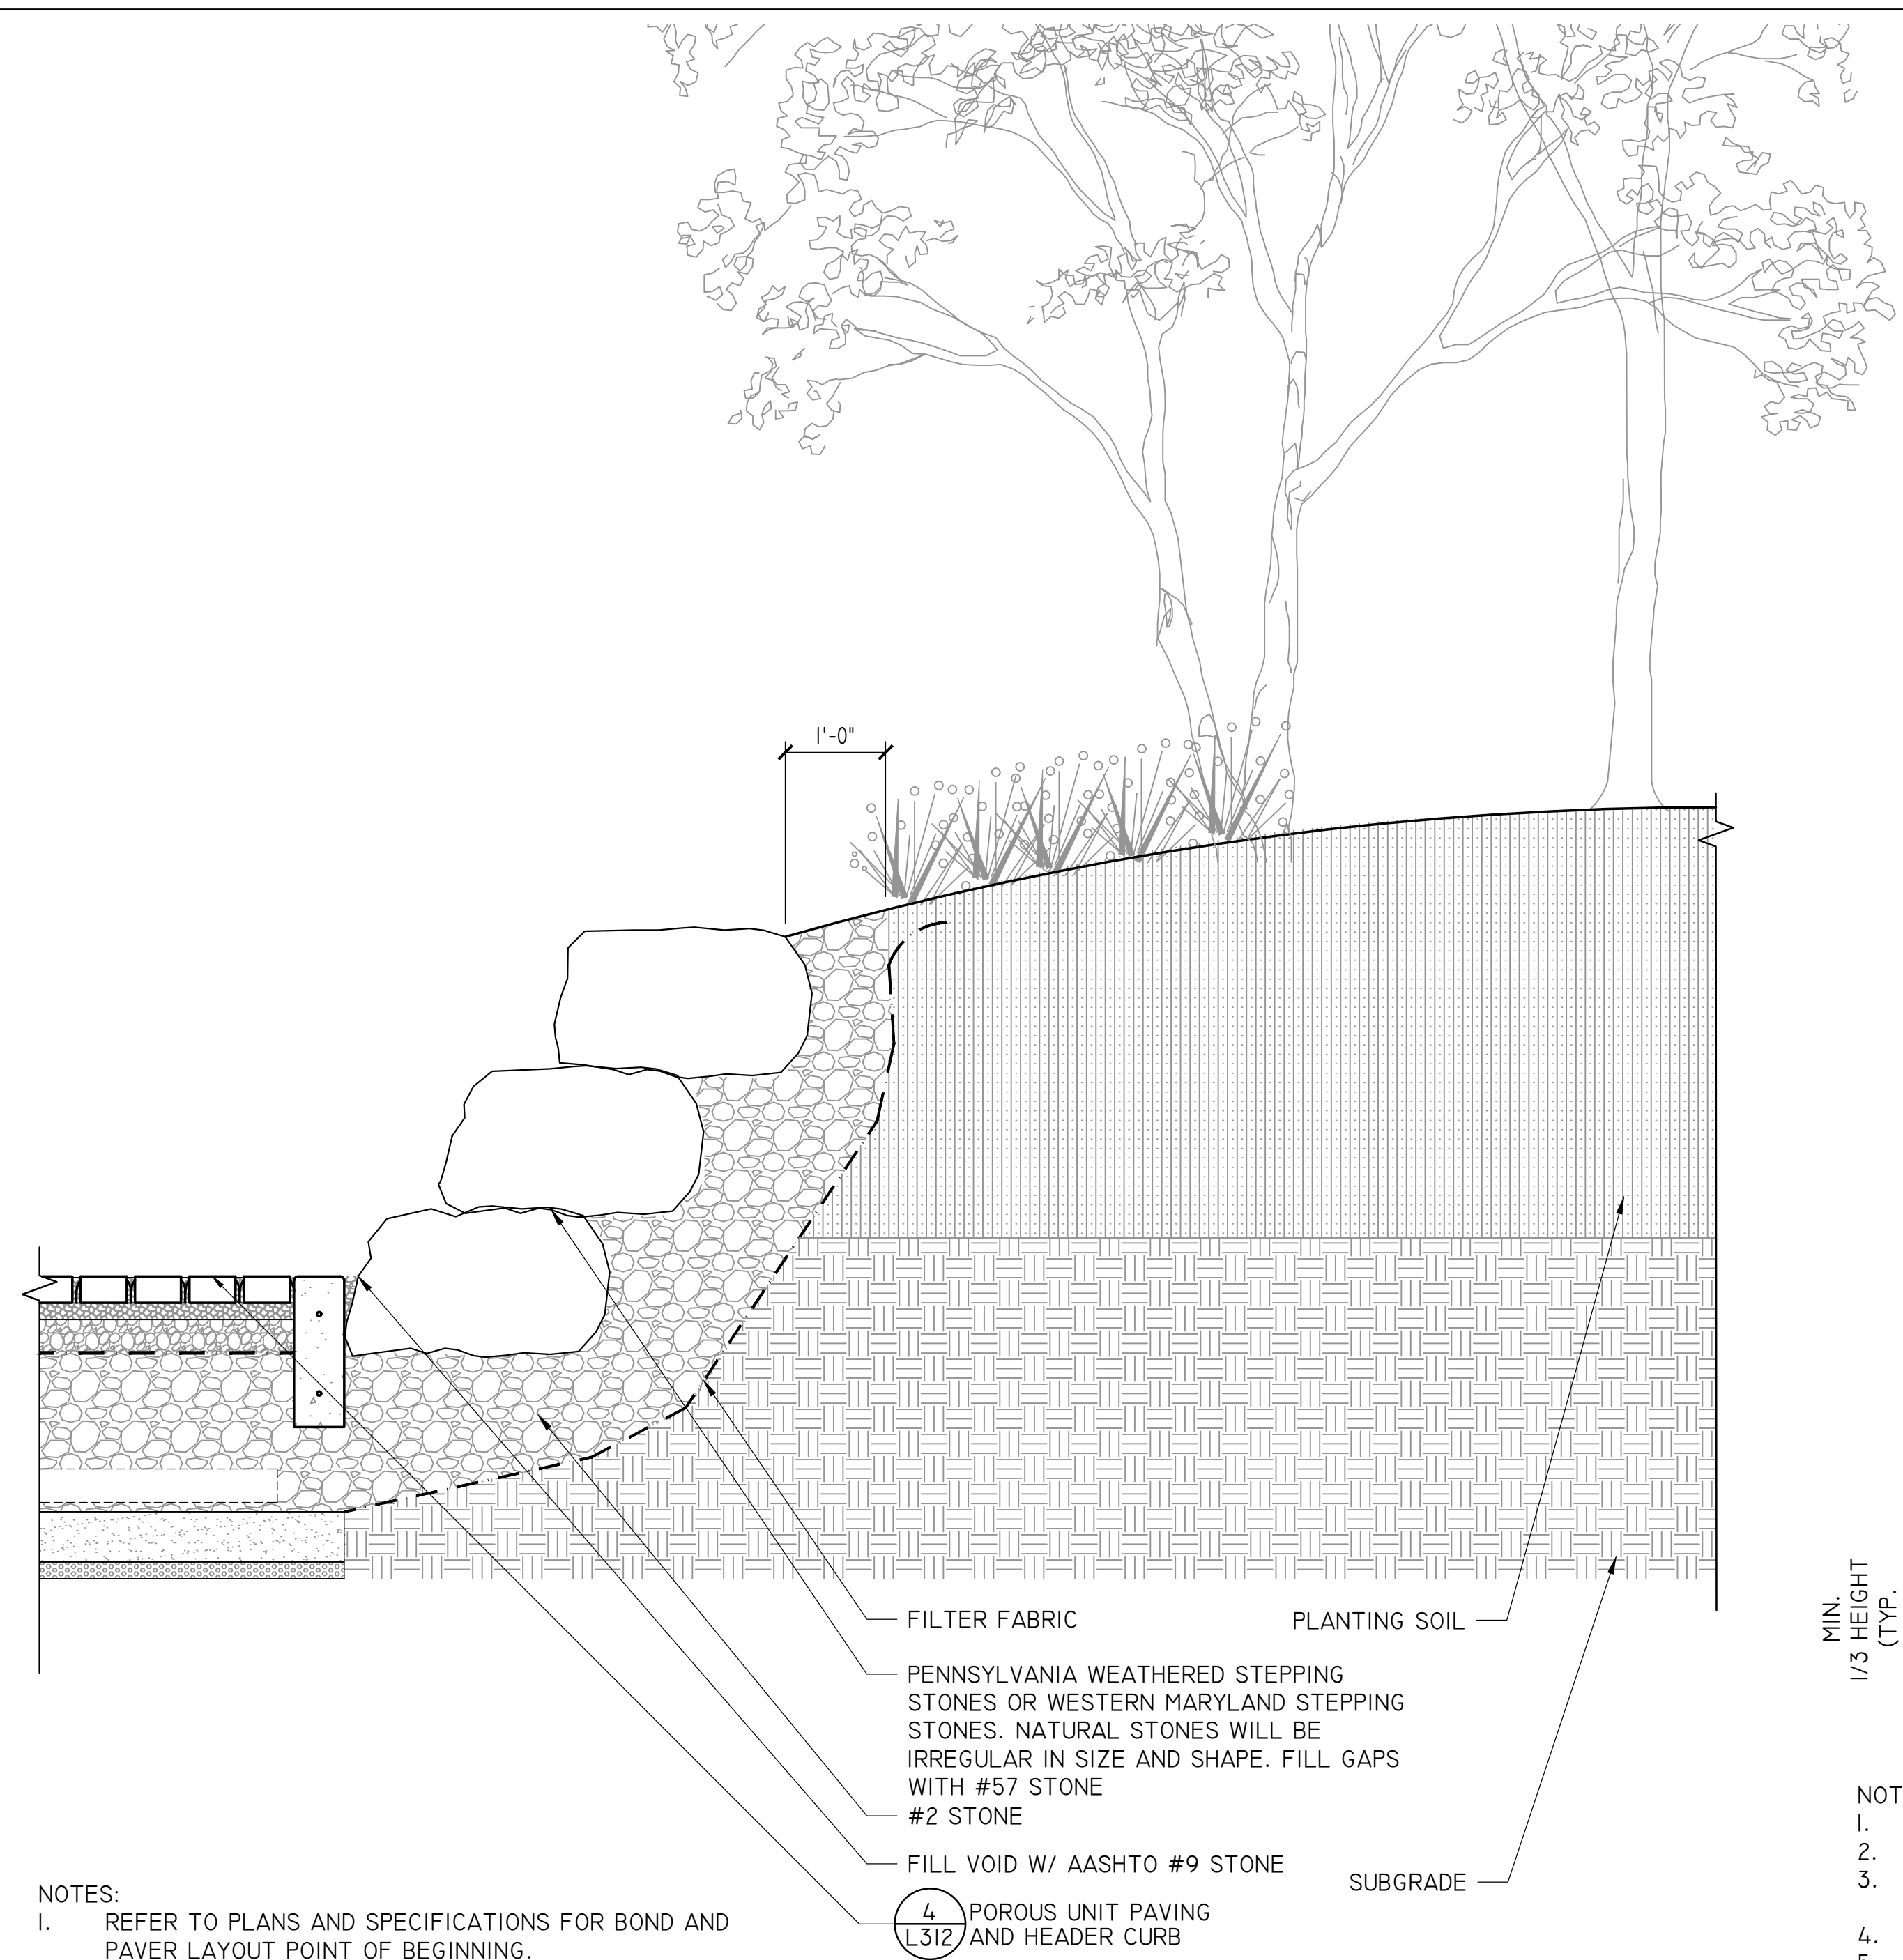 1'-0"
FILTER FABRIC
PLANTING SOIL
PENNSYLVANIA WEATHERED STEPPING
STONES OR WESTERN MARYLAND STEPPING
STONES. NATURAL STONES WILL BE
IRREGULAR IN SIZE AND SHAPE. FILL GAPS
WITH #57 STONE
#2 STONE
FILL VOID W/ AASHTO #9 STONE
SUBGRADE
4
L312
POROUS UNIT PAVING
AND HEADER CURB
NOTES:
1. REFER TO PLANS AND SPECIFICATIONS FOR BOND AND
PAVER LAYOUT POINT OF BEGINNING.
MIN.
1/3 HEIGHT
(TYP.
NOT
1.
2.
3.
4.